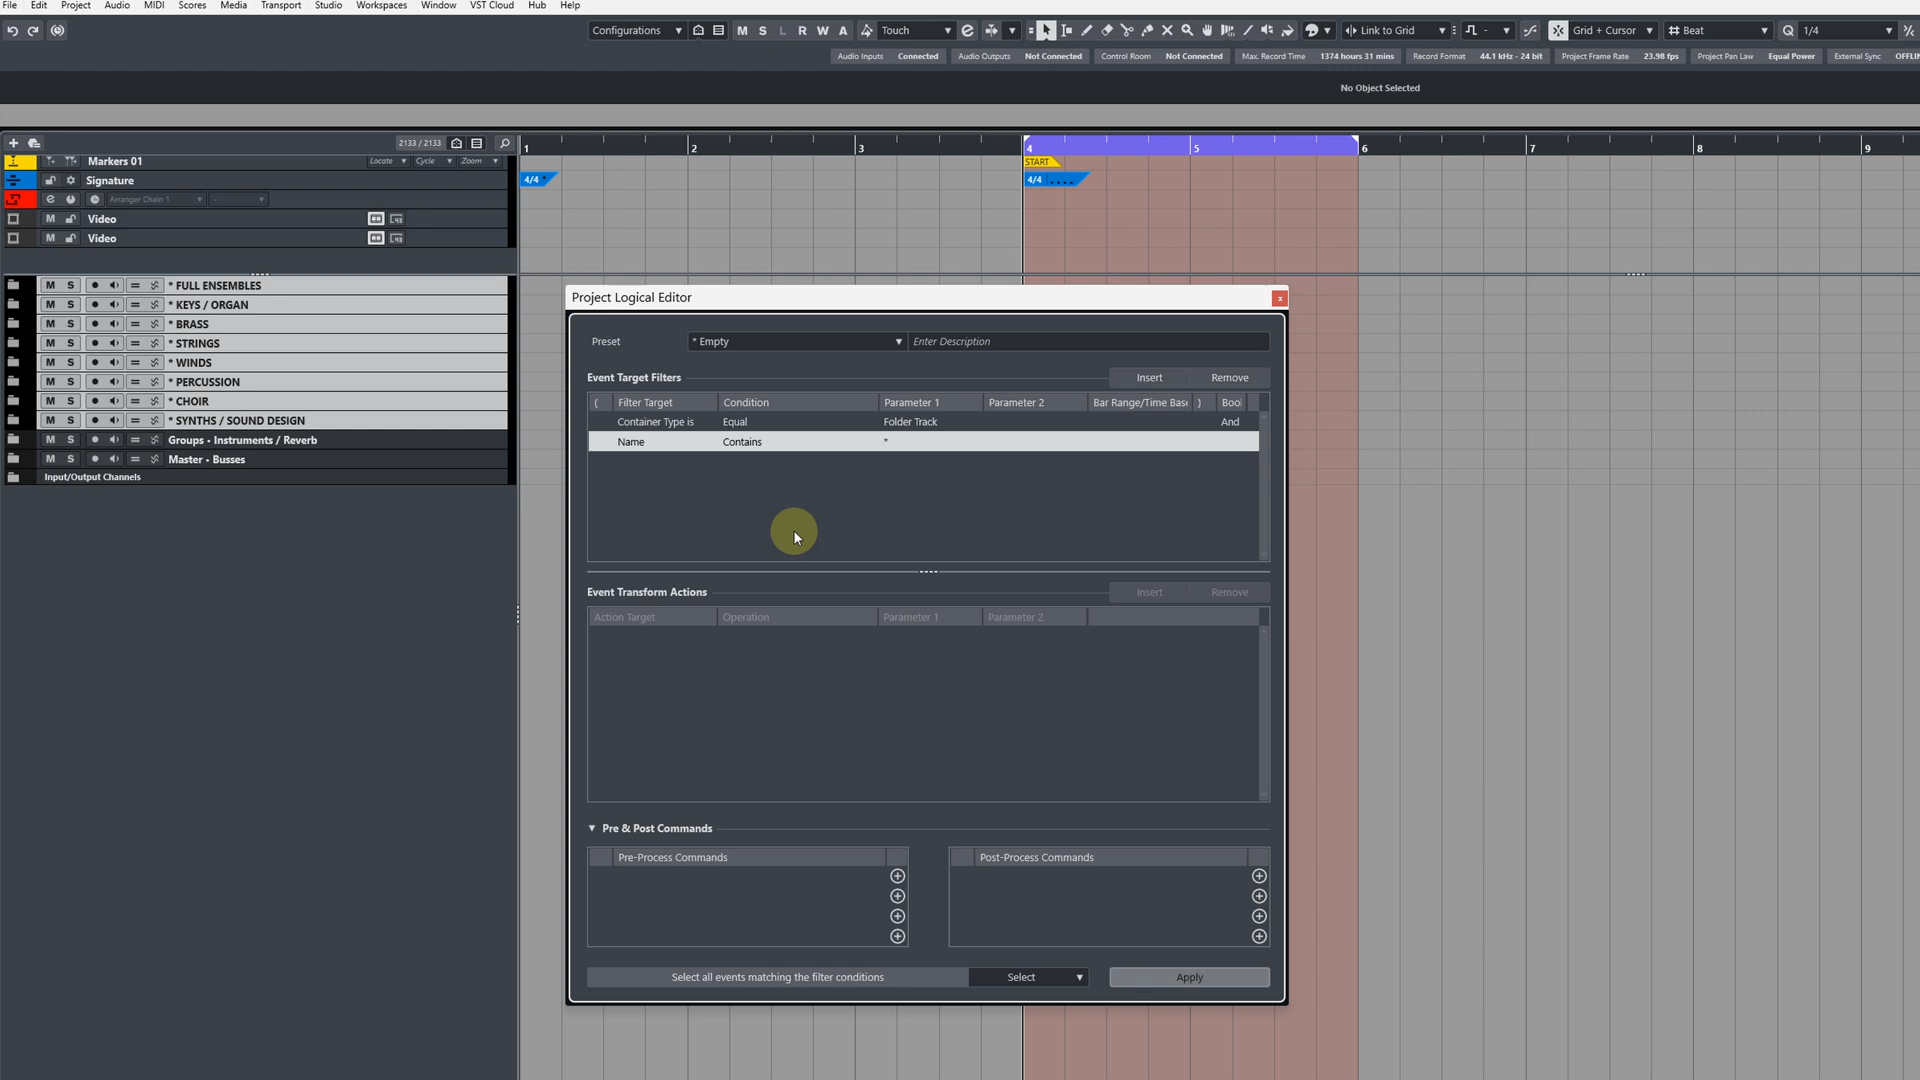 File Edit Project Audio MIDI Scores Media Transport Studio Workspaces Window VST Cloud Hub Help
Configurations M S L R W A Touch Link to Grid - Grid + Cursor Beat Q 1/4
Audio Inputs Connected Audio Outputs Not Connected Control Room Not Connected Max. Record Time 1374 hours 31 mins Record Format 44.1 kHz - 24 bit Project Frame Rate 23.98 fps Project Pan Law Equal Power External Sync
No Object Selected
2133 / 2133
1 2 3 4 5 6 7 8 9
Markers 01 Locate Cycle Zoom START
Signature 4/4 4/4
e Arranger Chain 1 -
M Video
M Video
M S * FULL ENSEMBLES
M S * KEYS / ORGAN
M S * BRASS
M S * STRINGS
M S * WINDS
M S * PERCUSSION
M S * CHOIR
M S * SYNTHS / SOUND DESIGN
M S Groups • Instruments / Reverb
M S Master • Busses
Input/Output Channels
Project Logical Editor x
Preset * Empty Enter Description
Event Target Filters Insert Remove
( Filter Target Condition Parameter 1 Parameter 2 Bar Range/Time Bas ) Bool
Container Type is Equal Folder Track And
Name Contains *
Event Transform Actions Insert Remove
Action Target Operation Parameter 1 Parameter 2
Pre & Post Commands
Pre-Process Commands Post-Process Commands
Select all events matching the filter conditions Select Apply